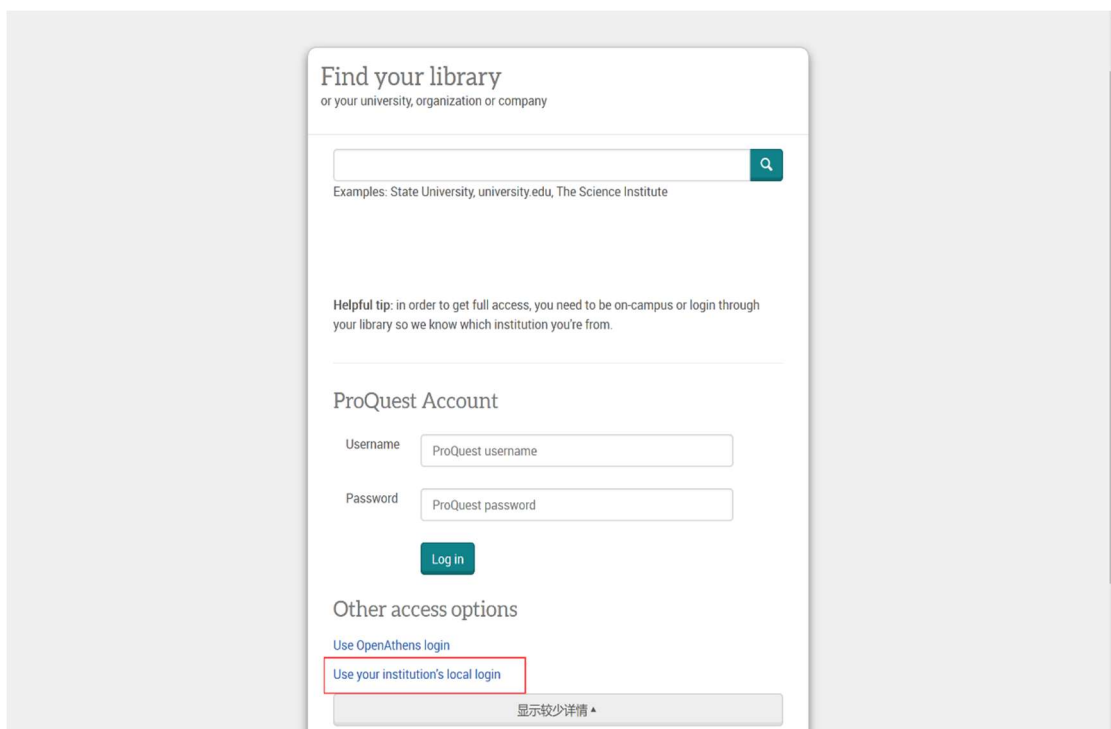 Find your library
or your university, organization or company
Examples: State University, university.edu, The Science Institute
Helpful tip: in order to get full access, you need to be on-campus or login through
your library so we know which institution you're from.
ProQuest Account
Username
ProQuest username
Password
ProQuest password
Log in
Other access options
Use OpenAthens login
Use your institution's local login
显示较少详情▴